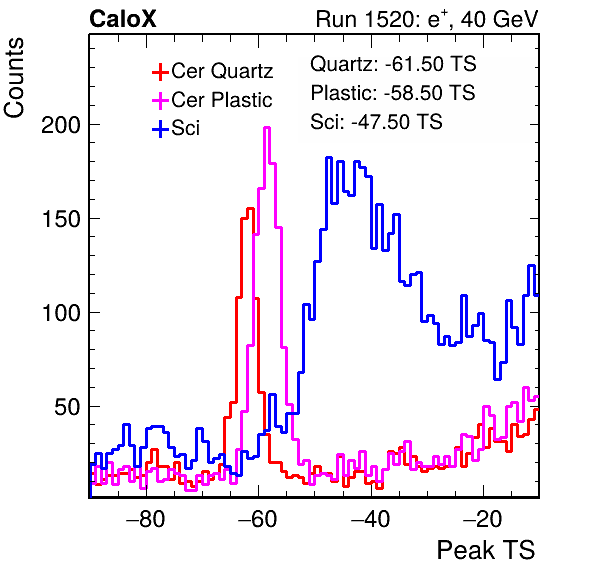 CaloX Run 1520: e⁺, 40 GeV
Counts
Cer Quartz
Cer Plastic
Sci
Quartz: -61.50 TS
Plastic: -58.50 TS
Sci: -47.50 TS
200
150
100
50
−80 −60 −40 −20
Peak TS